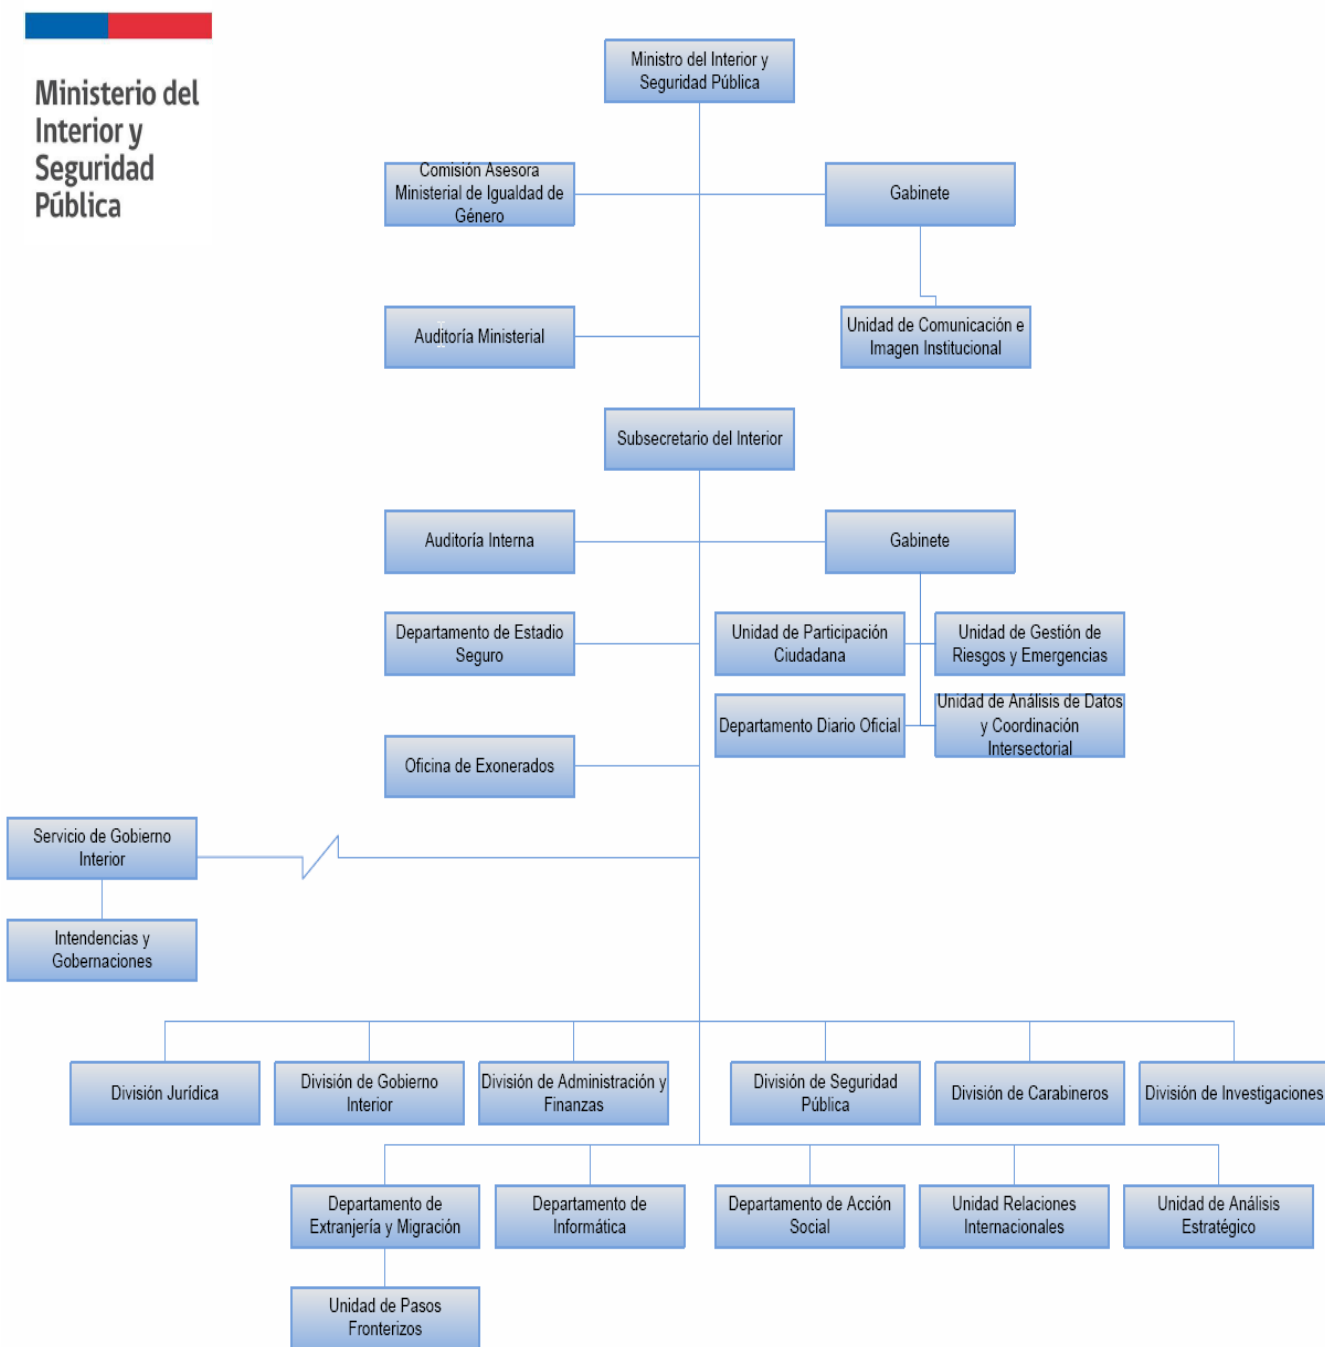 Ministerio del
Interior y
Seguridad
Pública
Ministro del Interior y
Seguridad Pública
Comisión Asesora
Ministerial de Igualdad de
Género
Gabinete
Auditoría Ministerial
Unidad de Comunicación e
Imagen Institucional
Subsecretario del Interior
Auditoría Interna
Gabinete
Departamento de Estadio
Seguro
Unidad de Participación
Ciudadana
Unidad de Gestión de
Riesgos y Emergencias
Departamento Diario Oficial
Unidad de Análisis de Datos
y Coordinación
Intersectorial
Oficina de Exonerados
Servicio de Gobierno
Interior
Intendencias y
Gobernaciones
División Jurídica
División de Gobierno
Interior
División de Administración y
Finanzas
División de Seguridad
Pública
División de Carabineros
División de Investigaciones
Departamento de
Extranjería y Migración
Departamento de
Informática
Departamento de Acción
Social
Unidad Relaciones
Internacionales
Unidad de Análisis
Estratégico
Unidad de Pasos
Fronterizos